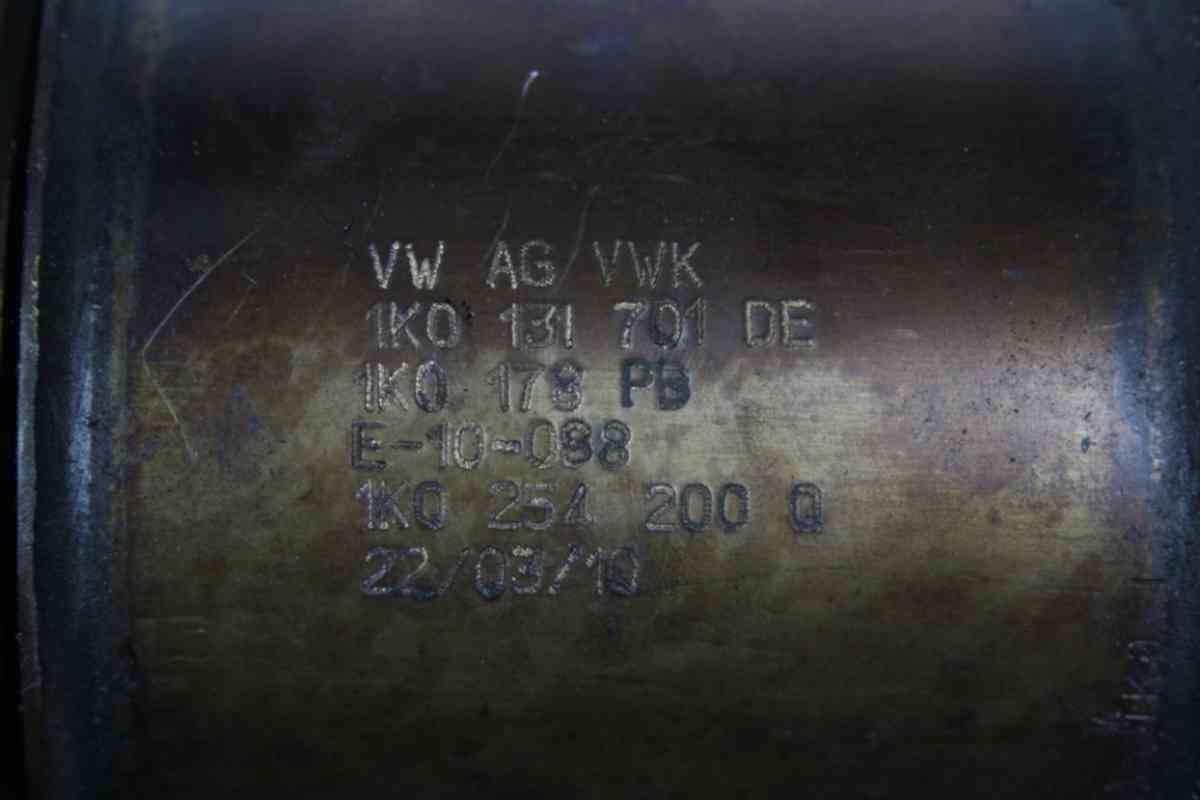 VW AG VWK
1K0 131 701 DE
1K0 178 PB
E-10-088
1K0 254 200 Q
22/03/10